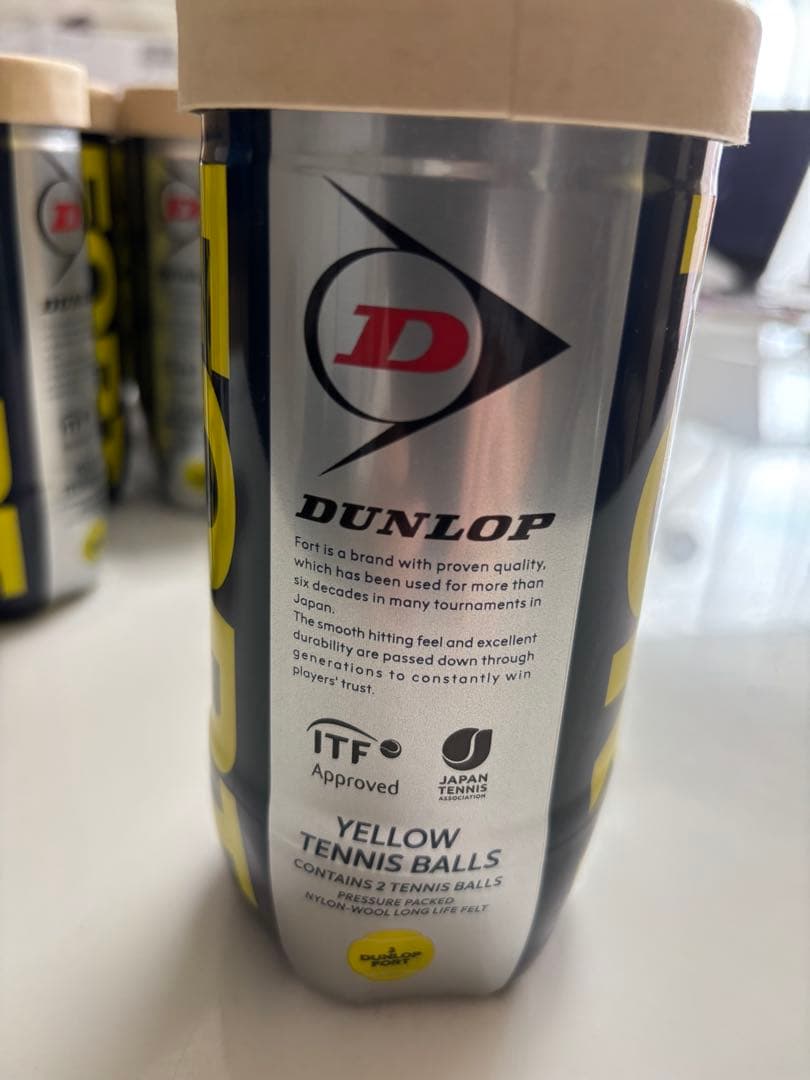 D
DUNLOP
Fort is a brand with proven quality,
which has been used for more than
six decades in many tournaments in
Japan.
The smooth hitting feel and excellent
durability are passed down through
generations to constantly win
players' trust.
ITF
Approved
JAPAN
TENNIS
ASSOCIATION
YELLOW
TENNIS BALLS
CONTAINS 2 TENNIS BALLS
PRESSURE PACKED
NYLON-WOOL LONG LIFE FELT
2
DUNLOP
FORT
FORT
D
D